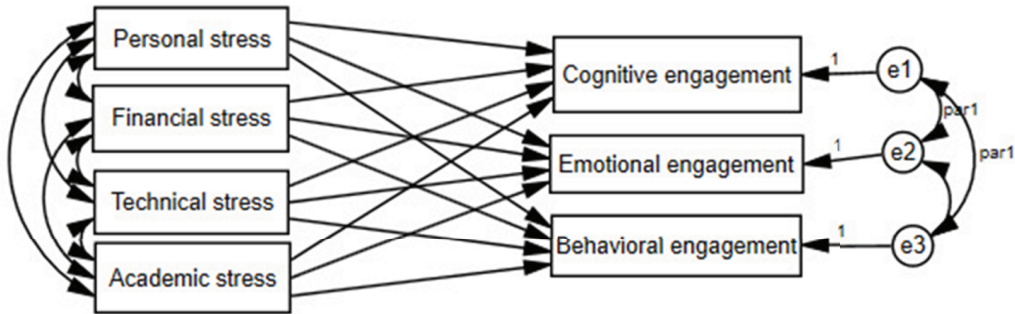 Personal stress
Financial stress
Technical stress
Academic stress
Cognitive engagement
Emotional engagement
Behavioral engagement
1
e1
1
e2
1
e3
par1
par1